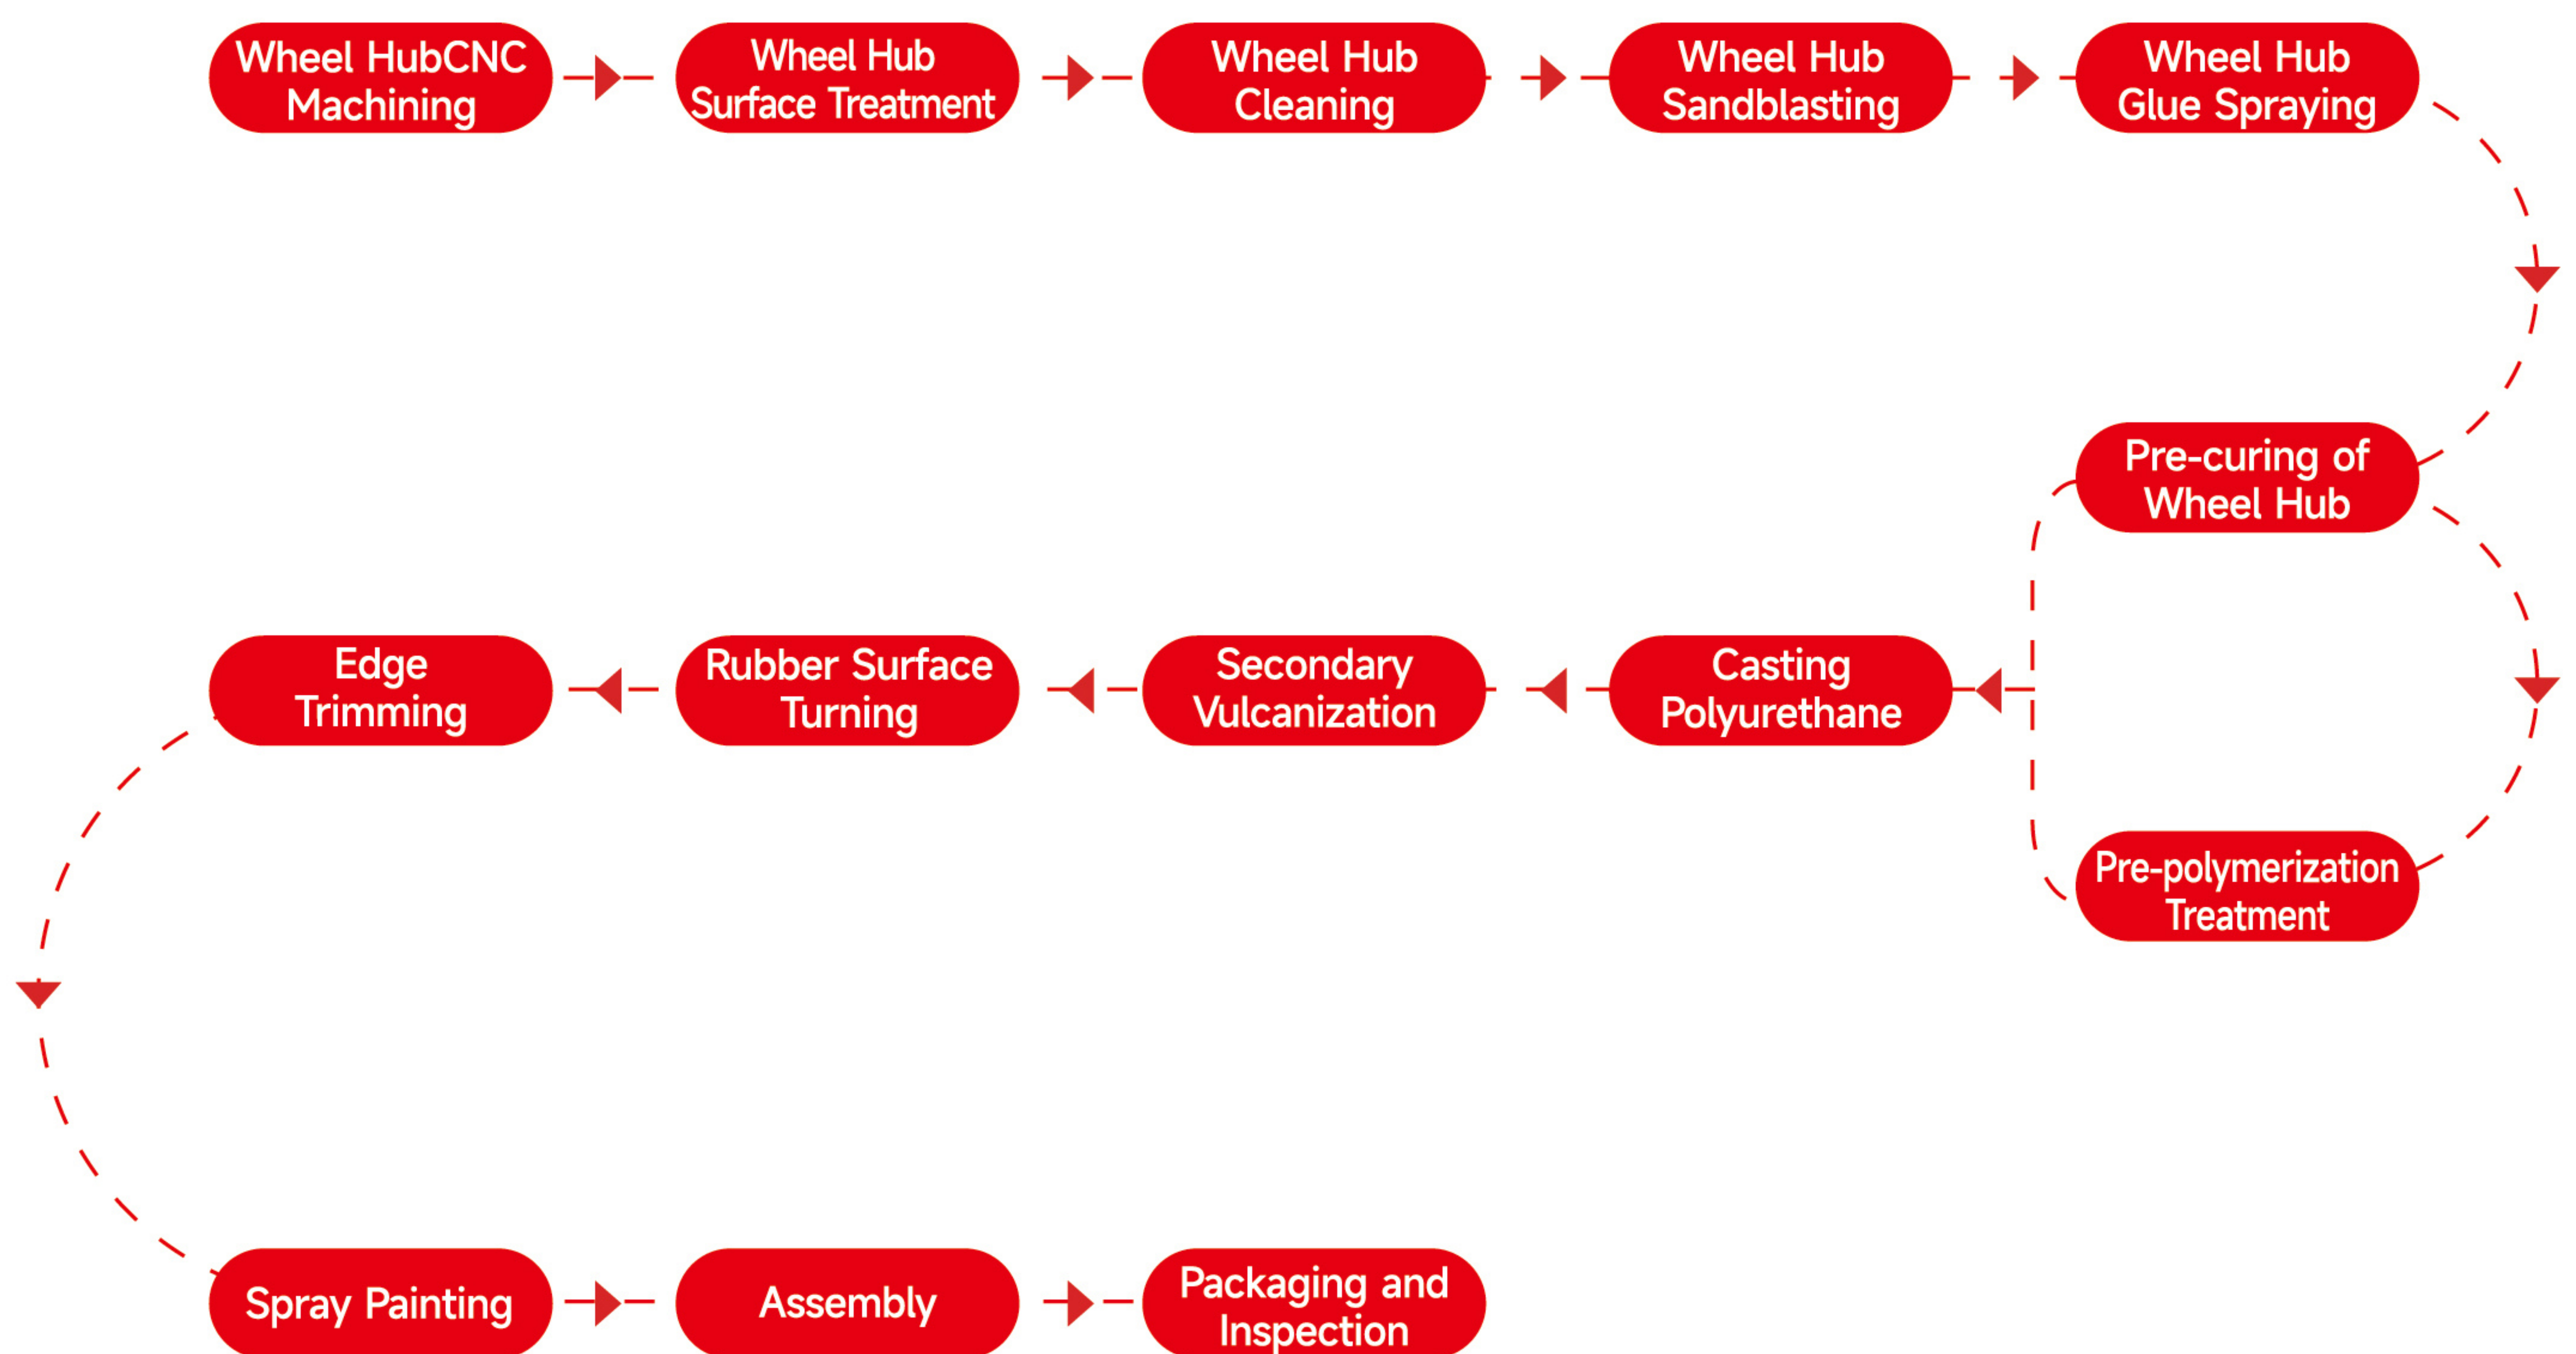 Wheel HubCNC
Machining
Wheel Hub
Surface Treatment
Wheel Hub
Cleaning
Wheel Hub
Sandblasting
Wheel Hub
Glue Spraying
Pre-curing of
Wheel Hub
Pre-polymerization
Treatment
Casting
Polyurethane
Secondary
Vulcanization
Rubber Surface
Turning
Edge
Trimming
Spray Painting
Assembly
Packaging and
Inspection